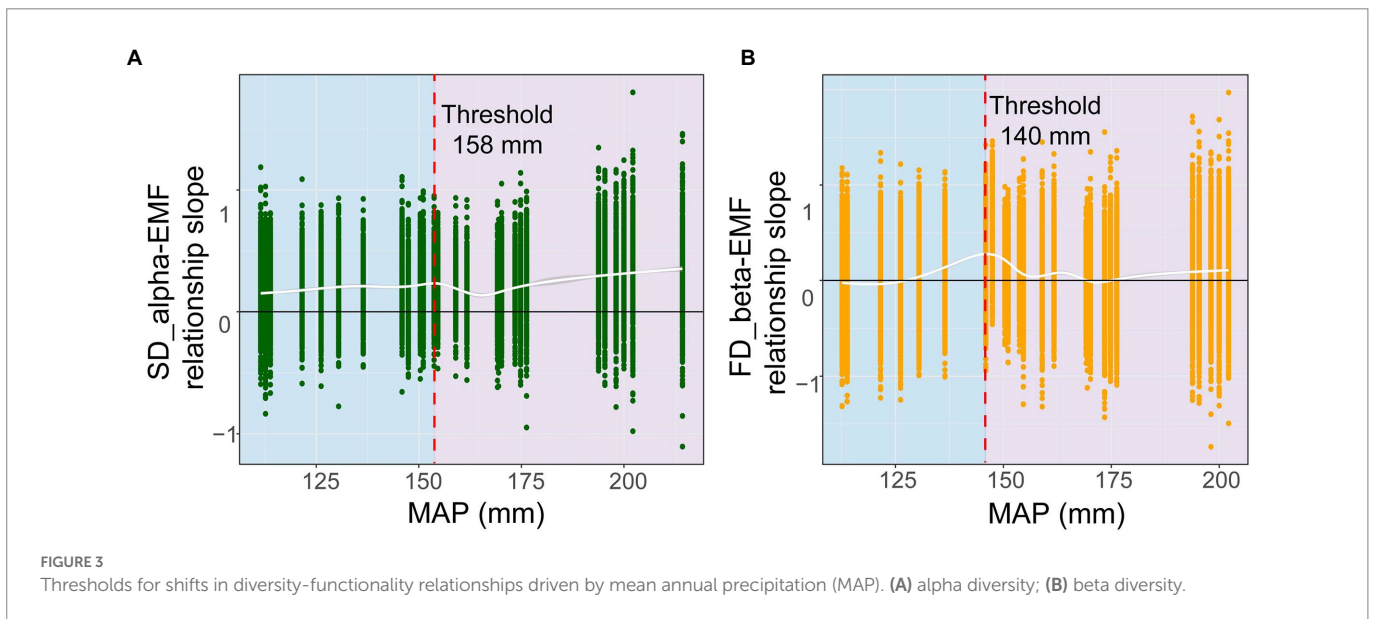 A
Threshold
158 mm
SD_alpha-EMF
relationship slope
1
0
−1
125 150 175 200
MAP (mm)
B
Threshold
140 mm
FD_beta-EMF
relationship slope
1
0
−1
125 150 175 200
MAP (mm)
FIGURE 3
Thresholds for shifts in diversity-functionality relationships driven by mean annual precipitation (MAP). (A) alpha diversity; (B) beta diversity.